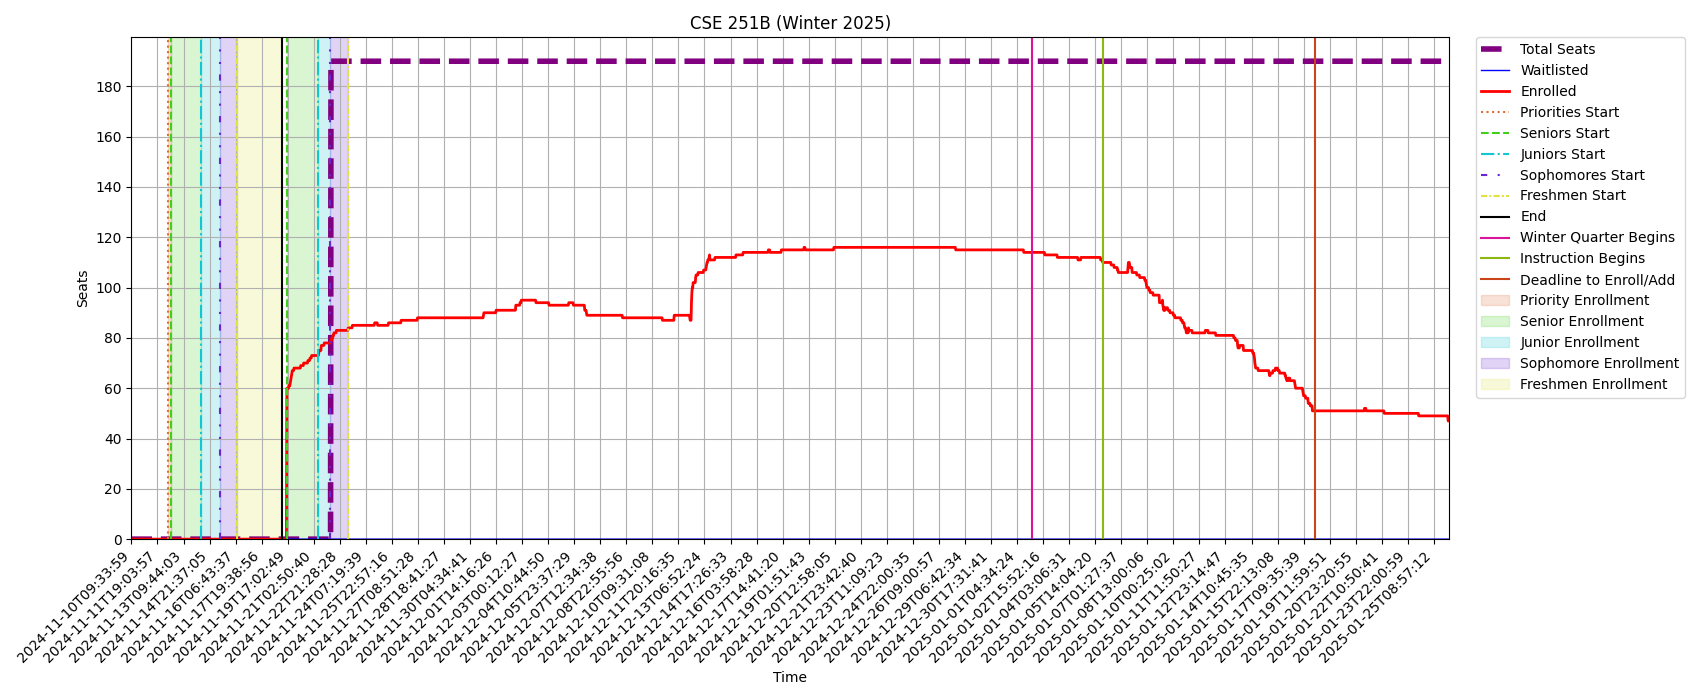 CSE 251B (Winter 2025)
Seats
180
160
140
120
100
80
60
40
20
0
2024-11-10T09:33:59
2024-11-11T19:03:57
2024-11-13T09:44:03
2024-11-14T21:37:05
2024-11-16T06:43:37
2024-11-17T19:38:56
2024-11-19T17:02:49
2024-11-21T02:50:40
2024-11-22T21:28:28
2024-11-24T07:19:39
2024-11-25T22:57:16
2024-11-27T08:51:28
2024-11-28T18:41:27
2024-11-30T04:34:41
2024-12-01T14:16:26
2024-12-03T00:12:27
2024-12-04T10:44:50
2024-12-05T23:37:29
2024-12-07T12:34:38
2024-12-08T22:55:56
2024-12-10T09:31:08
2024-12-11T20:16:35
2024-12-13T06:52:24
2024-12-14T17:26:33
2024-12-16T03:58:28
2024-12-17T14:41:20
2024-12-19T01:51:43
2024-12-20T12:58:05
2024-12-21T23:42:40
2024-12-23T11:09:23
2024-12-24T22:00:35
2024-12-26T09:00:57
2024-12-29T06:42:34
2024-12-30T17:31:41
2025-01-01T04:34:24
2025-01-02T15:52:16
2025-01-04T03:06:31
2025-01-05T14:04:20
2025-01-07T01:27:37
2025-01-08T13:00:06
2025-01-10T00:25:02
2025-01-11T11:50:27
2025-01-12T23:14:47
2025-01-14T10:45:35
2025-01-15T22:13:08
2025-01-17T09:35:39
2025-01-19T11:59:51
2025-01-20T23:20:55
2025-01-22T10:50:41
2025-01-23T22:00:59
2025-01-25T08:57:12
Time
Total Seats
Waitlisted
Enrolled
Priorities Start
Seniors Start
Juniors Start
Sophomores Start
Freshmen Start
End
Winter Quarter Begins
Instruction Begins
Deadline to Enroll/Add
Priority Enrollment
Senior Enrollment
Junior Enrollment
Sophomore Enrollment
Freshmen Enrollment